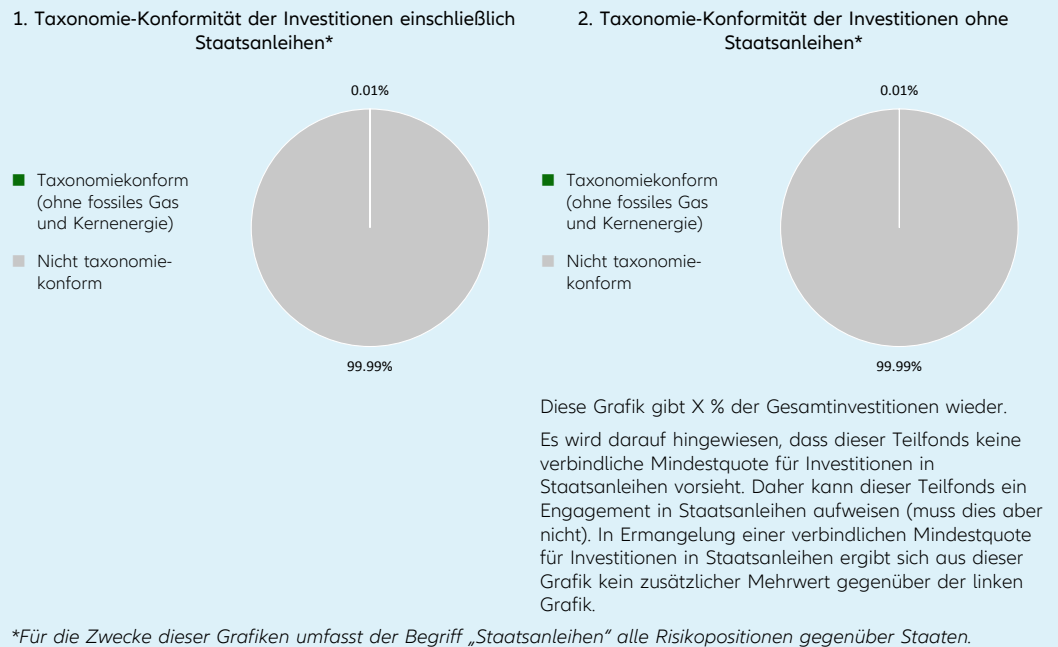 1. Taxonomie-Konformität der Investitionen einschließlich
Staatsanleihen*
0.01%
Taxonomiekonform
(ohne fossiles Gas
und Kernenergie)
Nicht taxonomie-
konform
99.99%
2. Taxonomie-Konformität der Investitionen ohne
Staatsanleihen*
0.01%
Taxonomiekonform
(ohne fossiles Gas
und Kernenergie)
Nicht taxonomie-
konform
99.99%
Diese Grafik gibt X % der Gesamtinvestitionen wieder.
Es wird darauf hingewiesen, dass dieser Teilfonds keine
verbindliche Mindestquote für Investitionen in
Staatsanleihen vorsieht. Daher kann dieser Teilfonds ein
Engagement in Staatsanleihen aufweisen (muss dies aber
nicht). In Ermangelung einer verbindlichen Mindestquote
für Investitionen in Staatsanleihen ergibt sich aus dieser
Grafik kein zusätzlicher Mehrwert gegenüber der linken
Grafik.
*Für die Zwecke dieser Grafiken umfasst der Begriff „Staatsanleihen“ alle Risikopositionen gegenüber Staaten.